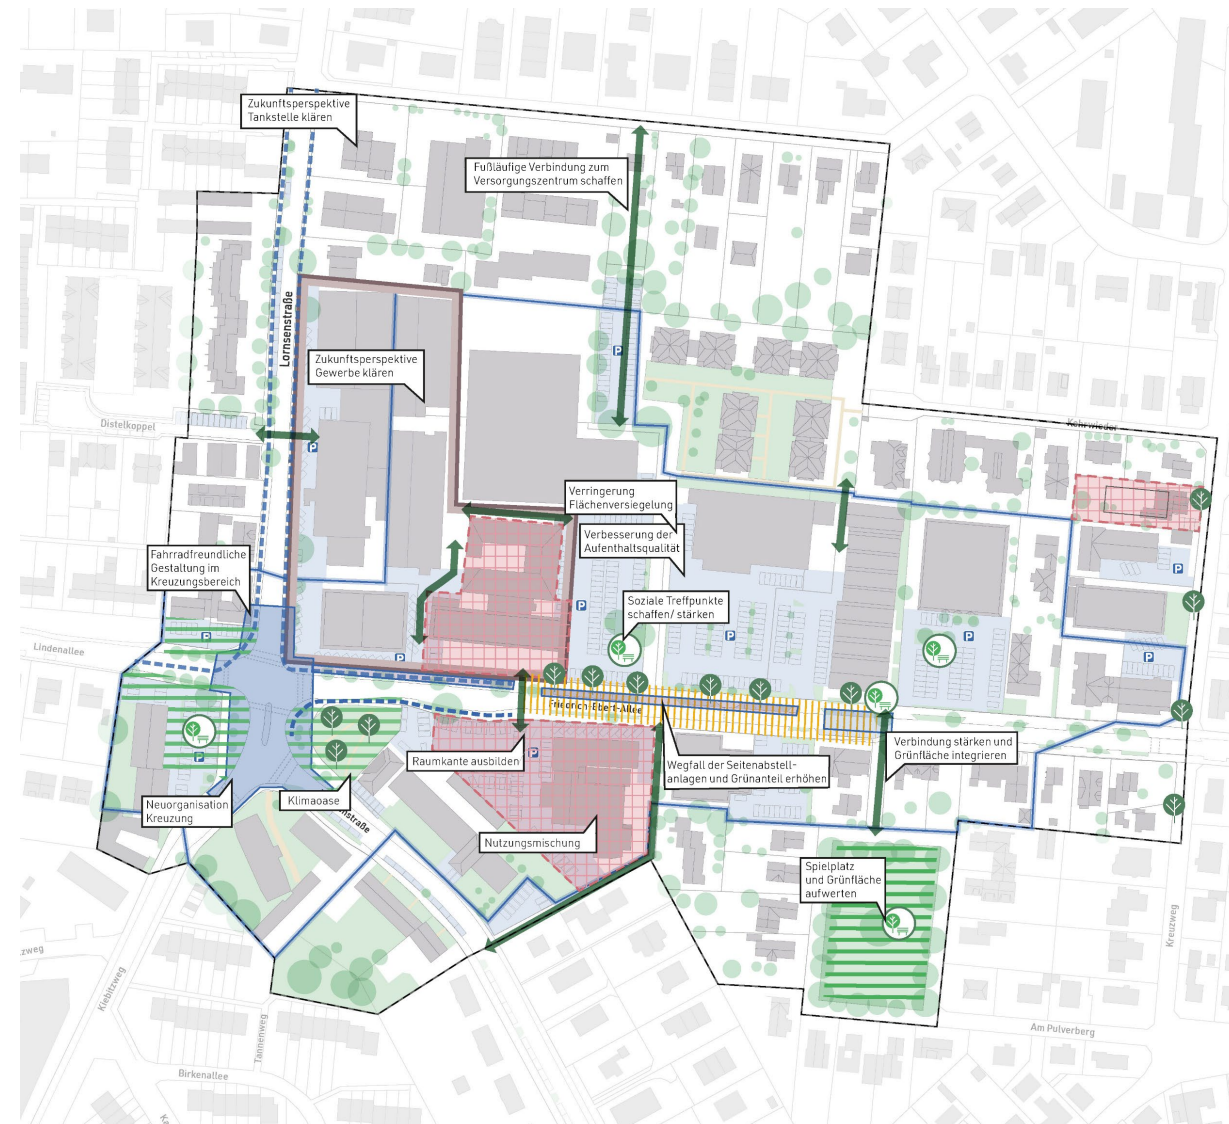 Zukunftsperspektive
Tankstelle klären
Fußläufige Verbindung zum
Versorgungszentrum schaffen
Lornsenstraße
P
Zukunftsperspektive
Gewerbe klären
Distelkoppel
Kehrwieder
P
Verringerung
Flächenversiegelung
Verbesserung der
Aufenthaltsqualität
Fahrradfreundliche
Gestaltung im
Kreuzungsbereich
P
Soziale Treffpunkte
schaffen/ stärken
P
P
P
P
P
P
P
Lindenallee
Friedrich-Ebert-Allee
Raumkante ausbilden
P
Wegfall der Seitenabstell-
anlagen und Grünanteil erhöhen
Verbindung stärken und
Grünfläche integrieren
P
Neuorganisation
Kreuzung
Klimaoase
nstraße
Nutzungsmischung
Spielplatz
und Grünfläche
aufwerten
Kreuzweg
zweg
Kiebitzweg
Tannenweg
Am Pulverberg
Birkenallee